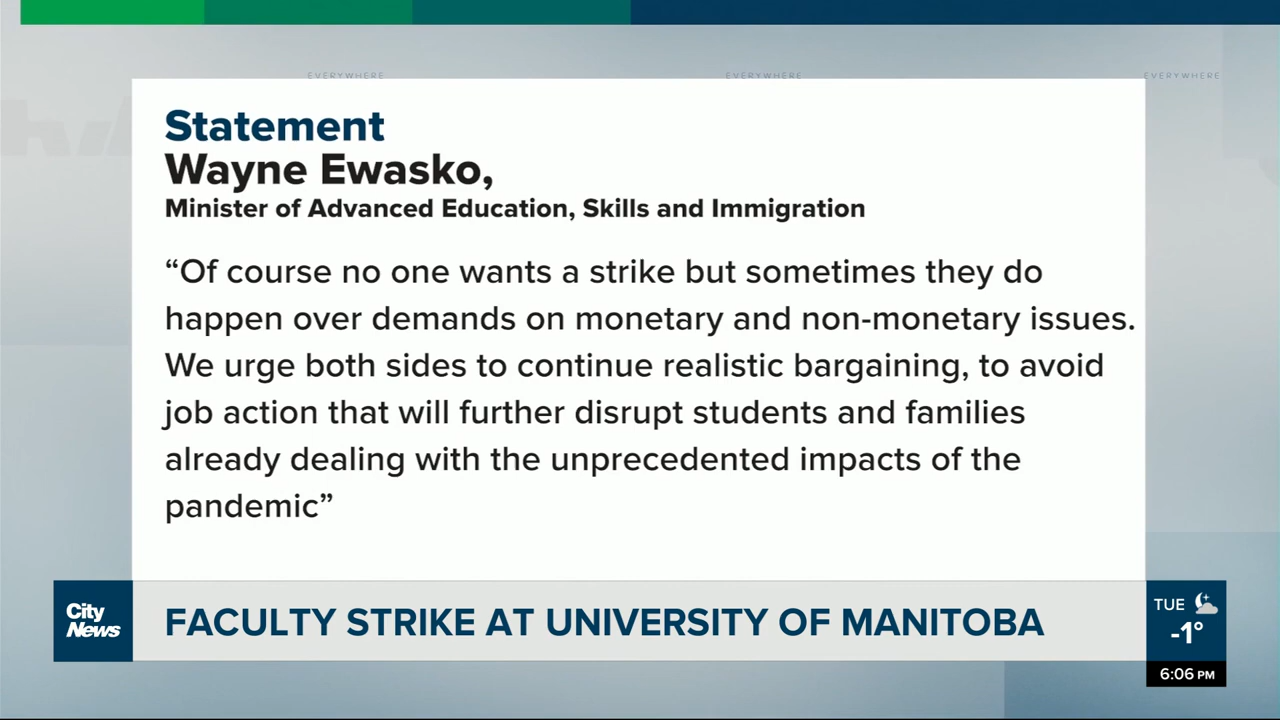 EVERYWHERE EVERYWHERE EVERYWHERE
Statement
Wayne Ewasko,
Minister of Advanced Education, Skills and Immigration
“Of course no one wants a strike but sometimes they do
happen over demands on monetary and non-monetary issues.
We urge both sides to continue realistic bargaining, to avoid
job action that will further disrupt students and families
already dealing with the unprecedented impacts of the
pandemic”
City
News
FACULTY STRIKE AT UNIVERSITY OF MANITOBA
TUE
-1°
6:06 PM